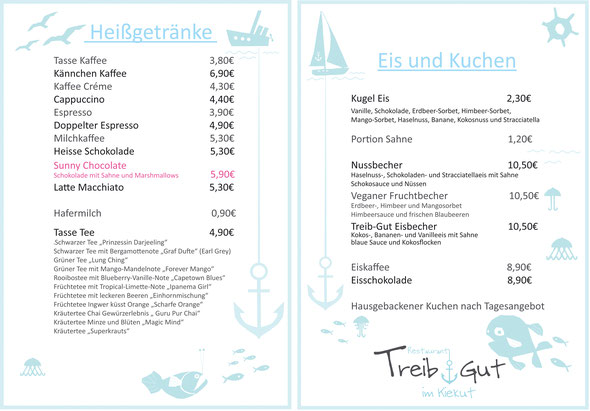 Heißgetränke
Tasse Kaffee 3,80€
Kännchen Kaffee 6,90€
Kaffee Créme 4,30€
Cappuccino 4,40€
Espresso 3,90€
Doppelter Espresso 4,90€
Milchkaffee 5,30€
Heisse Schokolade 5,30€
Sunny Chocolate 5,90€
Schokolade mit Sahne und Marshmallows
Latte Macchiato 5,30€
Hafermilch 0,90€
Tasse Tee 4,90€
Schwarzer Tee „Prinzessin Darjeeling“
Schwarzer Tee mit Bergamottenote „Graf Dufte“ (Earl Grey)
Grüner Tee „Lung Ching“
Grüner Tee mit Mango-Mandelnote „Forever Mango“
Rooibostee mit Blueberry-Vanille-Note „Capetown Blues“
Früchtetee mit Tropical-Limette-Note „Ipanema Girl“
Früchtetee mit leckeren Beeren „Einhornmischung“
Früchtetee Ingwer küsst Orange „Scharfe Orange“
Kräutertee Chai Gewürzerlebnis „ Guru Pur Chai“
Kräutertee Minze und Blüten „Magic Mind“
Kräutertee „Superkrauts“
Eis und Kuchen
Kugel Eis 2,30€
Vanille, Schokolade, Erdbeer-Sorbet, Himbeer-Sorbet,
Mango-Sorbet, Haselnuss, Banane, Kokosnuss und Stracciatella
Portion Sahne 1,20€
Nussbecher 10,50€
Haselnuss-, Schokoladen- und Stracciatellaeis mit Sahne
Schokosauce und Nüssen
Veganer Fruchtbecher 10,50€
Erdbeer-, Himbeer und Mangosorbet
Himbeersauce und frischen Blaubeeren
Treib-Gut Eisbecher 10,50€
Kokos-, Bananen- und Vanilleeis mit Sahne
blaue Sauce und Kokosflocken
Eiskaffee 8,90€
Eisschokolade 8,90€
Hausgebackener Kuchen nach Tagesangebot
Restaurant
Treib Gut
im Kiekut